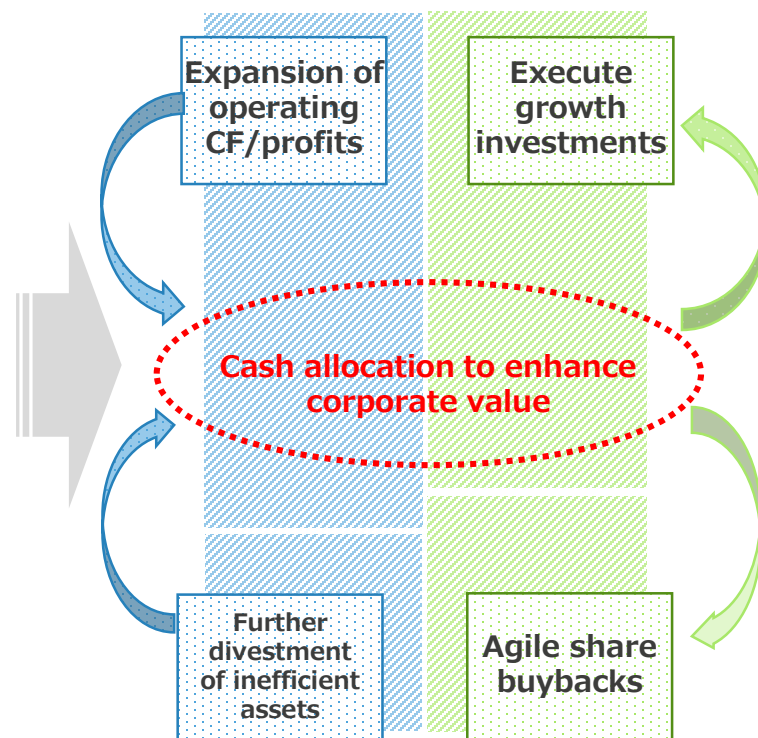 Expansion of
operating
CF/profits
Execute
growth
investments
Cash allocation to enhance
corporate value
Further
divestment
of inefficient
assets
Agile share
buybacks